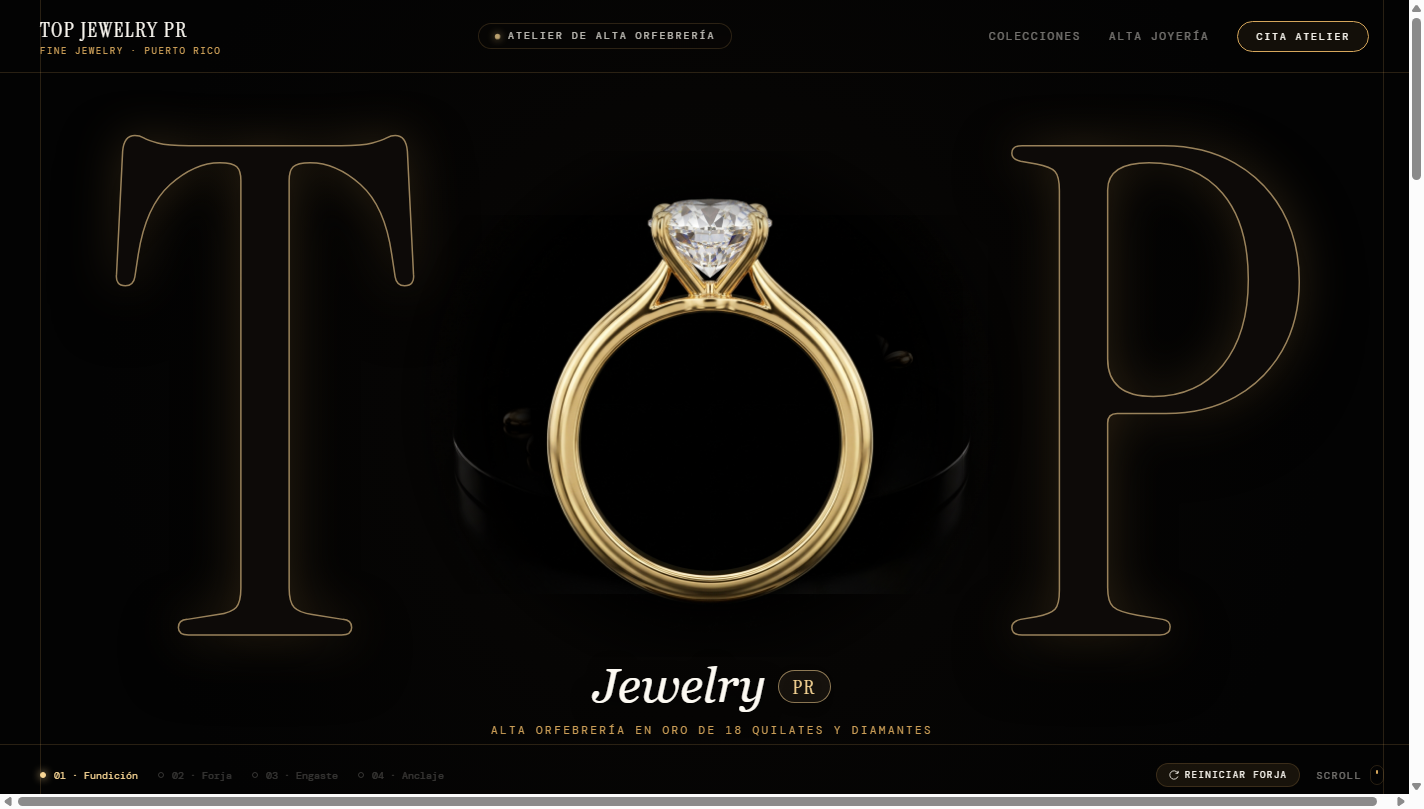 TOP JEWELRY PR
FINE JEWELRY · PUERTO RICO
ATELIER DE ALTA ORFEBRERÍA
COLECCIONES
ALTA JOYERÍA
CITA ATELIER
T P
Jewelry PR
ALTA ORFEBRERÍA EN ORO DE 18 QUILATES Y DIAMANTES
01 · Fundición
02 · Forja
03 · Engaste
04 · Anclaje
REINICIAR FORJA
SCROLL